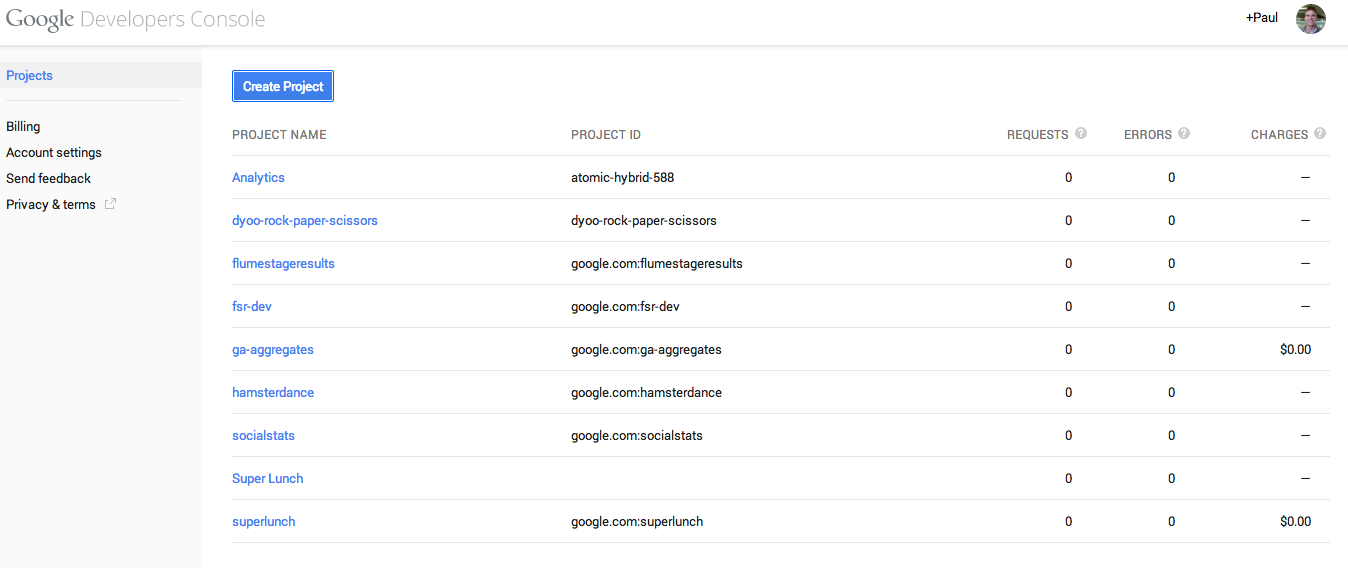 Google Developers Console
+Paul
Projects
Billing
Account settings
Send feedback
Privacy & terms
Create Project
PROJECT NAME PROJECT ID REQUESTS ? ERRORS ? CHARGES ?
Analytics atomic-hybrid-588 0 0 —
dyoo-rock-paper-scissors dyoo-rock-paper-scissors 0 0 —
flumestageresults google.com:flumestageresults 0 0 —
fsr-dev google.com:fsr-dev 0 0 —
ga-aggregates google.com:ga-aggregates 0 0 $0.00
hamsterdance google.com:hamsterdance 0 0 —
socialstats google.com:socialstats 0 0 —
Super Lunch 0 0 —
superlunch google.com:superlunch 0 0 $0.00